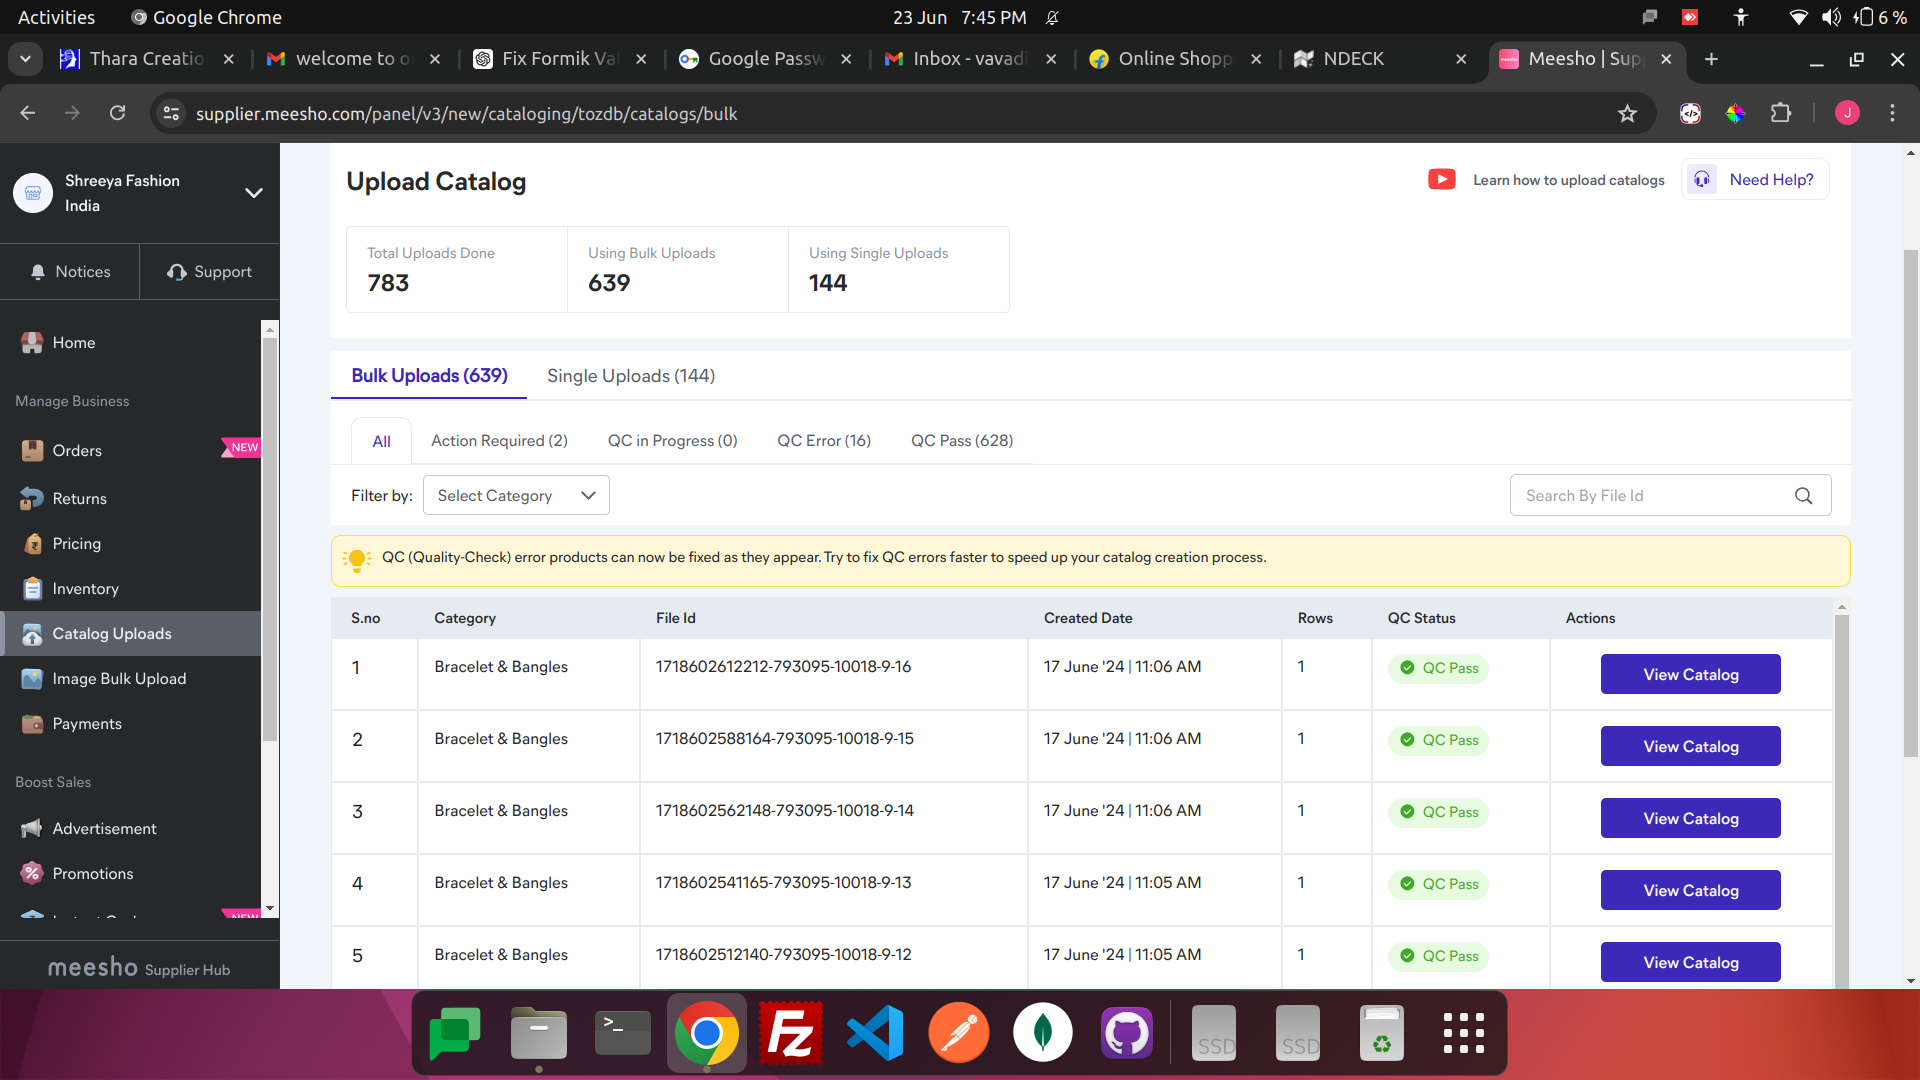 Activities
Google Chrome
23 Jun 7:45 PM
6 %
Thara Creatio
welcome to o
Fix Formik Val
Google Passw
Inbox - vavadi
Online Shopp
NDECK
Meesho | Sup
supplier.meesho.com/panel/v3/new/cataloging/tozdb/catalogs/bulk
J
Shreeya Fashion
India
Notices
Support
Home
Manage Business
Orders
NEW
Returns
Pricing
Inventory
Catalog Uploads
Image Bulk Upload
Payments
Boost Sales
Advertisement
Promotions
NEW
meesho Supplier Hub
Upload Catalog
Learn how to upload catalogs
Need Help?
Total Uploads Done
783
Using Bulk Uploads
639
Using Single Uploads
144
Bulk Uploads (639)
Single Uploads (144)
All
Action Required (2)
QC in Progress (0)
QC Error (16)
QC Pass (628)
Filter by:
Select Category
Search By File Id
QC (Quality-Check) error products can now be fixed as they appear. Try to fix QC errors faster to speed up your catalog creation process.
S.no Category File Id Created Date Rows QC Status Actions
1 Bracelet & Bangles 1718602612212-793095-10018-9-16 17 June '24 | 11:06 AM 1 QC Pass View Catalog
2 Bracelet & Bangles 1718602588164-793095-10018-9-15 17 June '24 | 11:06 AM 1 QC Pass View Catalog
3 Bracelet & Bangles 1718602562148-793095-10018-9-14 17 June '24 | 11:06 AM 1 QC Pass View Catalog
4 Bracelet & Bangles 1718602541165-793095-10018-9-13 17 June '24 | 11:05 AM 1 QC Pass View Catalog
5 Bracelet & Bangles 1718602512140-793095-10018-9-12 17 June '24 | 11:05 AM 1 QC Pass View Catalog
>_
Fz
SSD
SSD